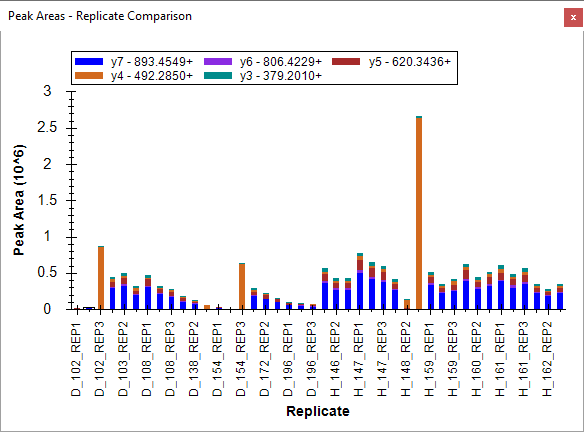 Peak Areas - Replicate Comparison
x
y7 - 893.4549+ y6 - 806.4229+ y5 - 620.3436+
y4 - 492.2850+ y3 - 379.2010+
3
2.5
2
1.5
1
0.5
0
Peak Area (10^6)
D_102_REP1
D_102_REP3
D_103_REP2
D_108_REP1
D_108_REP3
D_138_REP2
D_154_REP1
D_154_REP3
D_172_REP2
D_196_REP1
D_196_REP3
H_146_REP2
H_147_REP1
H_147_REP3
H_148_REP2
H_159_REP1
H_159_REP3
H_160_REP2
H_161_REP1
H_161_REP3
H_162_REP2
Replicate